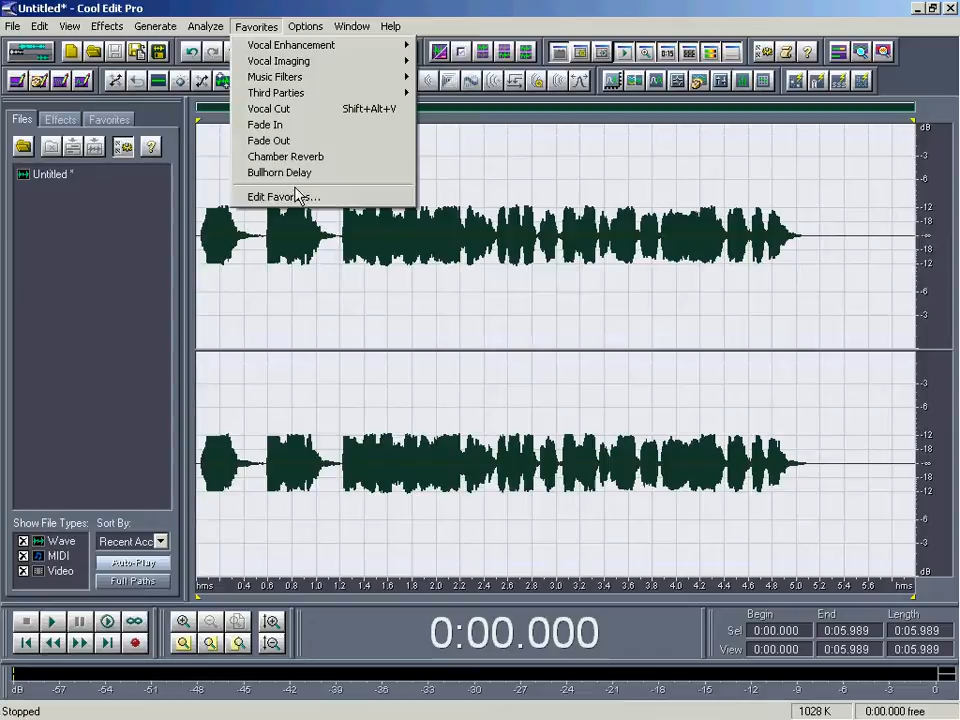 Untitled* - Cool Edit Pro
File Edit View Effects Generate Analyze Favorites Options Window Help
Vocal Enhancement
Vocal Imaging
Music Filters
Third Parties
Vocal Cut Shift+Alt+V
Fade In
Fade Out
Chamber Reverb
Bullhorn Delay
Files Effects Favorites
Untitled *
dB
-3
-6
-12
-18
-∞
-18
-12
-6
-3
-3
-6
-12
-18
-∞
-18
-12
-6
-3
dB
hms 0.4 0.6 0.8 1.0 1.2 1.4 1.6 1.8 2.0 2.2 2.4 2.6 2.8 3.0 3.2 3.4 3.6 3.8 4.0 4.2 4.4 4.6 4.8 5.0 5.2 5.4 5.6 hms
Show File Types: Sort By:
Wave
MIDI
Video
Recent Acc
Auto-Play
Full Paths
0:00.000
Begin End Length
Sel 0:00.000 0:05.989 0:05.989
View 0:00.000 0:05.989 0:05.989
dB -57 -54 -51 -48 -45 -42 -39 -36 -33 -30 -27 -24 -21 -18 -15 -12 -9 -6 -3 0
Stopped 1028 K 0:00.000 free